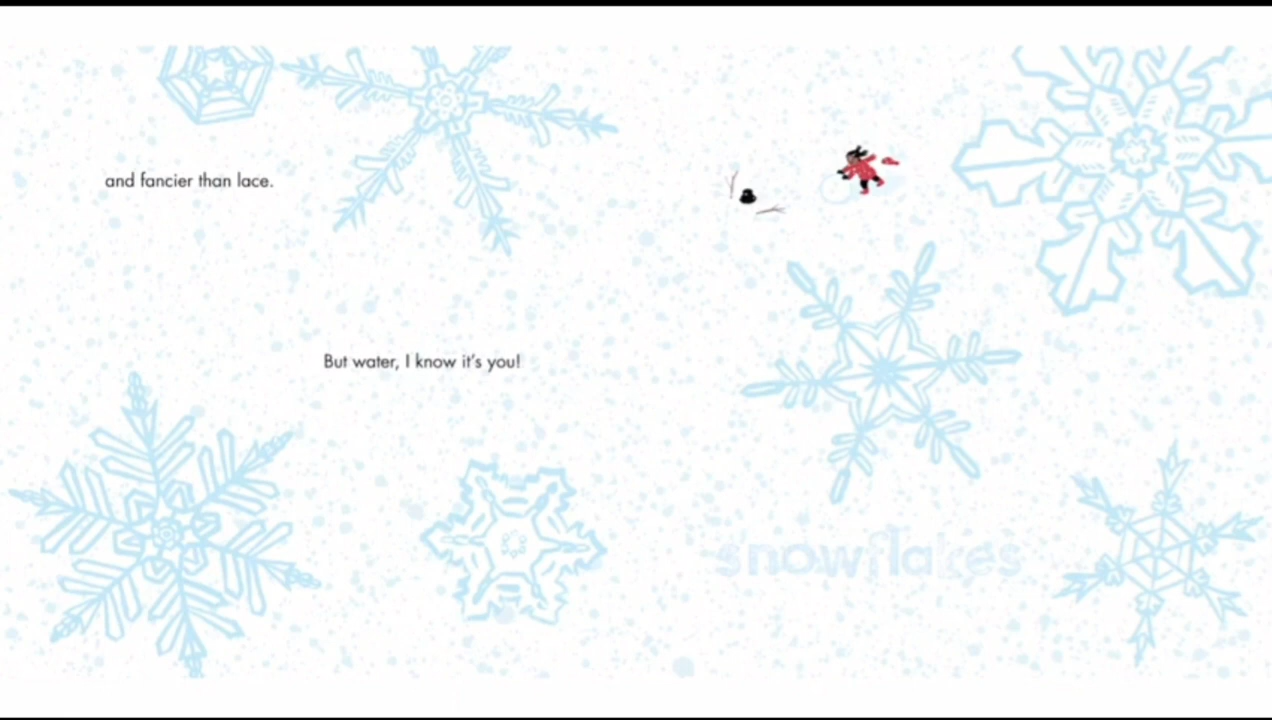 and fancier than lace.
But water, I know it's you!
snowflakes